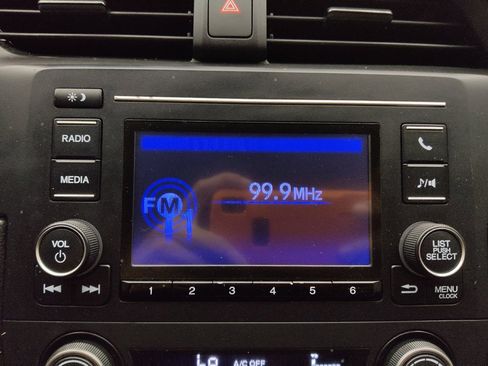 RADIO
MEDIA
FM
1
99.9MHz
VOL
LIST
PUSH
SELECT
1 2 3 4 5 6
MENU
CLOCK
A/C OFF